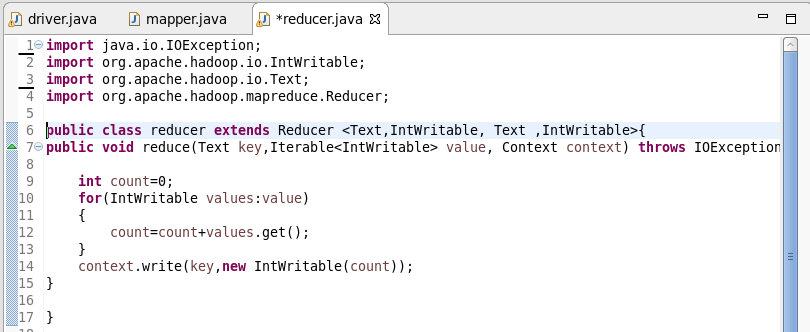 driver.java mapper.java *reducer.java
1 import java.io.IOException;
2 import org.apache.hadoop.io.IntWritable;
3 import org.apache.hadoop.io.Text;
4 import org.apache.hadoop.mapreduce.Reducer;
5
6 public class reducer extends Reducer <Text,IntWritable, Text ,IntWritable>{
7 public void reduce(Text key,Iterable<IntWritable> value, Context context) throws IOException
8
9 int count=0;
10 for(IntWritable values:value)
11 {
12 count=count+values.get();
13 }
14 context.write(key,new IntWritable(count));
15 }
16
17 }